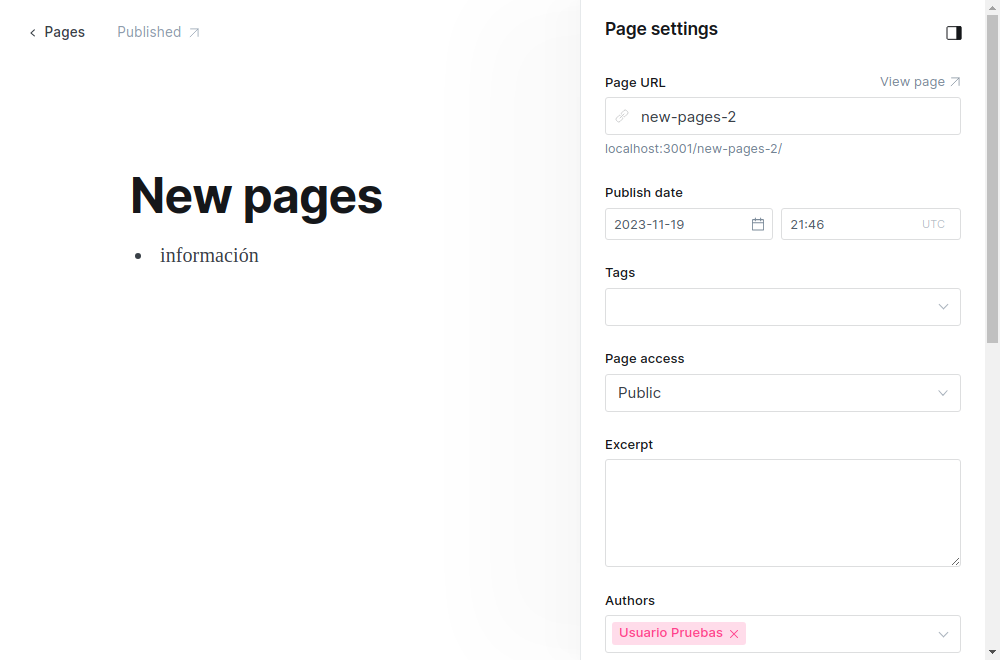 Pages
Published
New pages
información
Page settings
Page URL
View page
new-pages-2
localhost:3001/new-pages-2/
Publish date
2023-11-19
21:46 UTC
Tags
Page access
Public
Excerpt
Authors
Usuario Pruebas